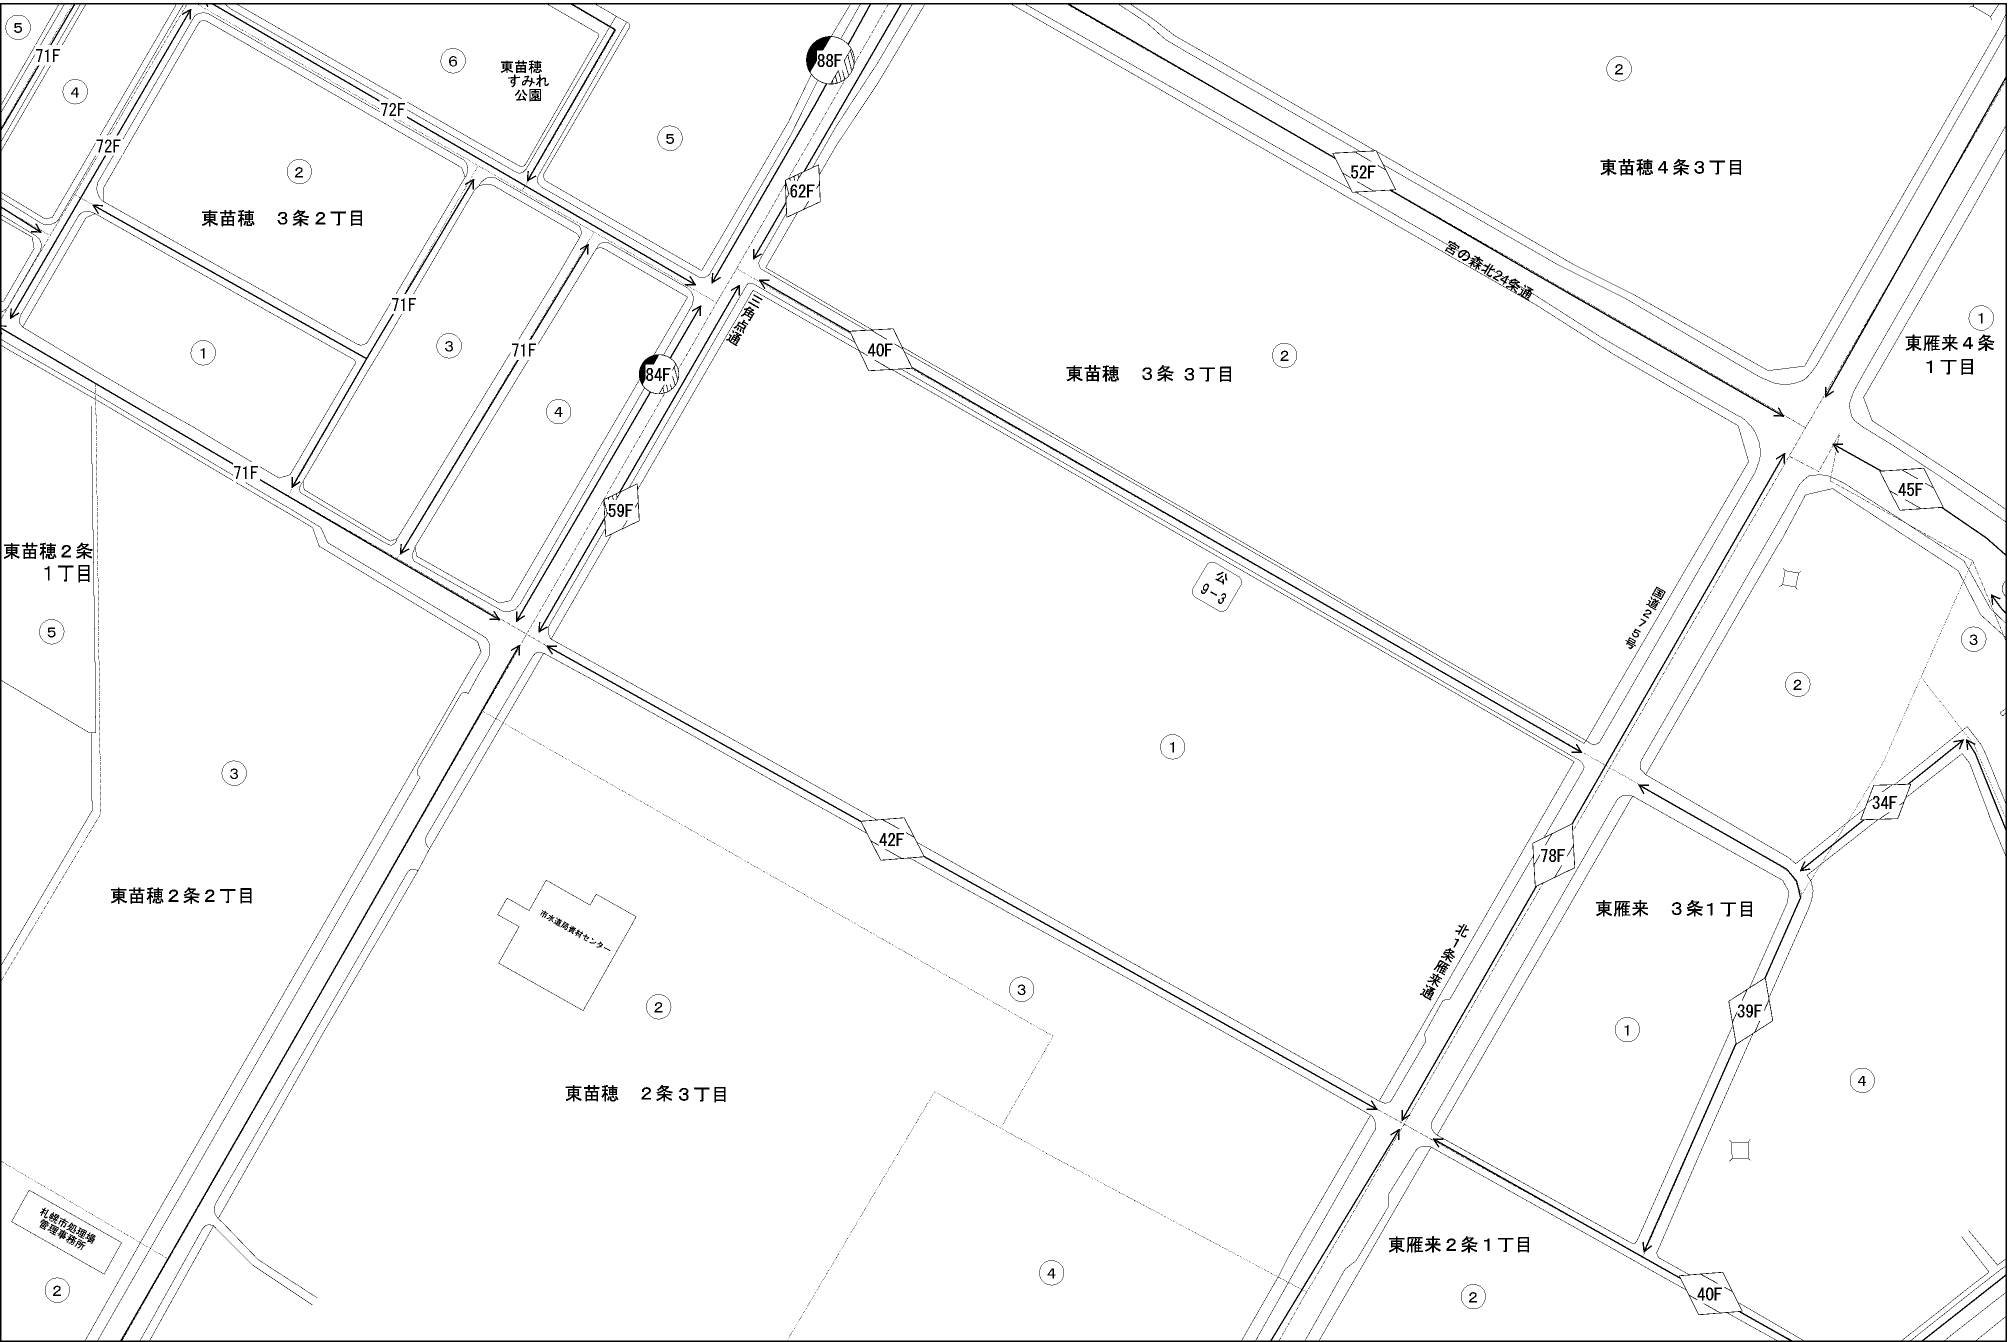 5
71F
4
72F
6
東苗穂
すみれ
公園
72F
88F
5
2
62F
52F
東苗穂4条3丁目
2
東苗穂　3条2丁目
宮の森北24条通
71F
三角点通
1
東雁来4条
1丁目
1
3
71F
40F
2
東苗穂　3条 3丁目
84F
4
71F
45F
59F
東苗穂2条
1丁目
公
9-3
国道275号
5
3
2
3
1
34F
42F
78F
東苗穂2条2丁目
東雁来　3条1丁目
市水道局資材センター
北1条雁来通
3
2
39F
1
4
東苗穂　2条3丁目
札幌市処理場
管理事務所
東雁来2条1丁目
4
2
2
40F